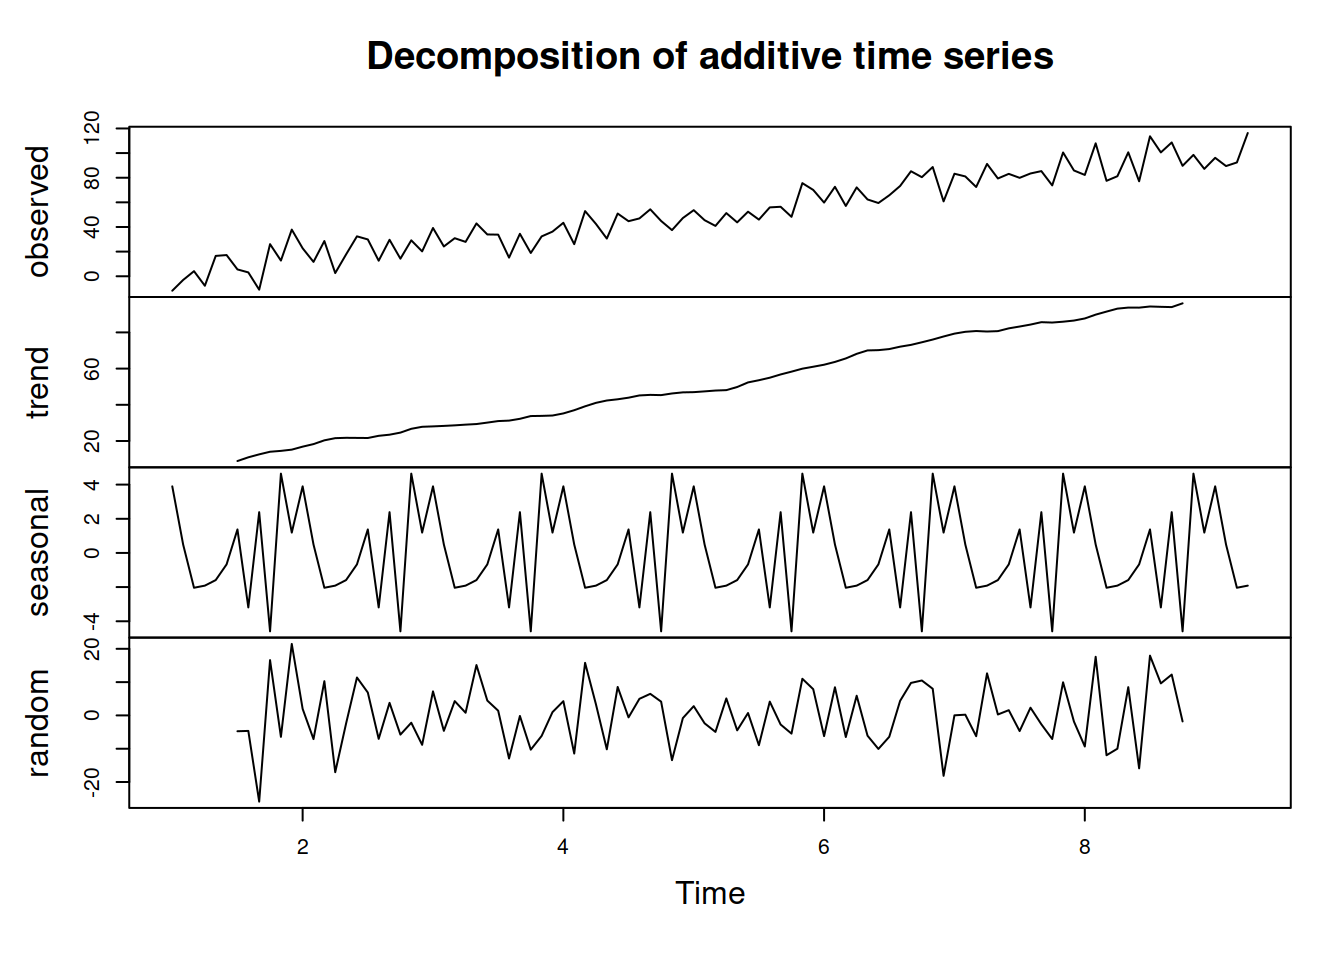 Decomposition of additive time series
observed
0 40 80 120
trend
20 60
seasonal
-4 0 2 4
random
-20 0 20
2 4 6 8
Time